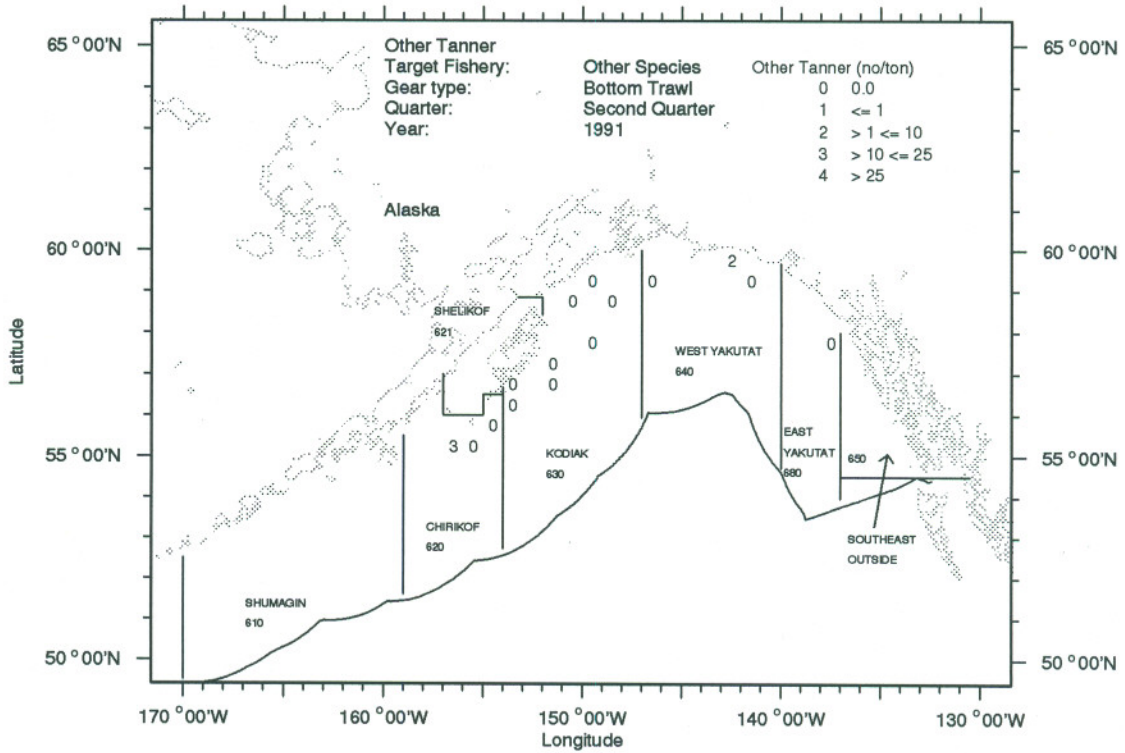 Other Tanner
Target Fishery: Other Species
Gear type: Bottom Trawl
Quarter: Second Quarter
Year: 1991
Other Tanner (no/ton)
0 0.0
1 <= 1
2 > 1 <= 10
3 > 10 <= 25
4 > 25
65 °00'N
60 °00'N
55 °00'N
50 °00'N
Latitude
65 °00'N
60 °00'N
55 °00'N
50 °00'N
Alaska
2
0
0
0
0
0
0
SHELIKOF
621
0
0
WEST YAKUTAT
640
0
0
0
0
0
0
3 0
KODIAK
630
EAST
YAKUTAT
680
650
CHIRIKOF
620
SOUTHEAST
OUTSIDE
SHUMAGIN
610
170 °00'W
160 °00'W
150 °00'W
140 °00'W
130 °00'W
Longitude